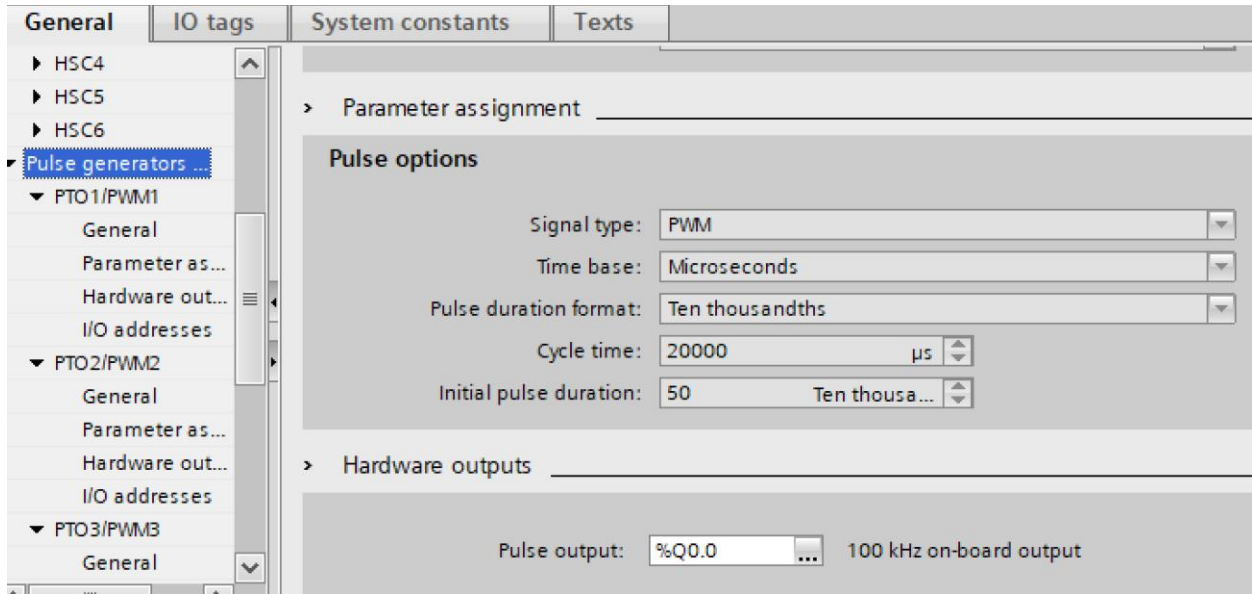 General IO tags System constants Texts
HSC4
HSC5
HSC6
Pulse generators ...
PTO1/PWM1
General
Parameter as...
Hardware out...
I/O addresses
PTO2/PWM2
General
Parameter as...
Hardware out...
I/O addresses
PTO3/PWM3
General
Parameter assignment
Pulse options
Signal type: PWM
Time base: Microseconds
Pulse duration format: Ten thousandths
Cycle time: 20000 µs
Initial pulse duration: 50 Ten thousa...
Hardware outputs
Pulse output: %Q0.0 ... 100 kHz on-board output